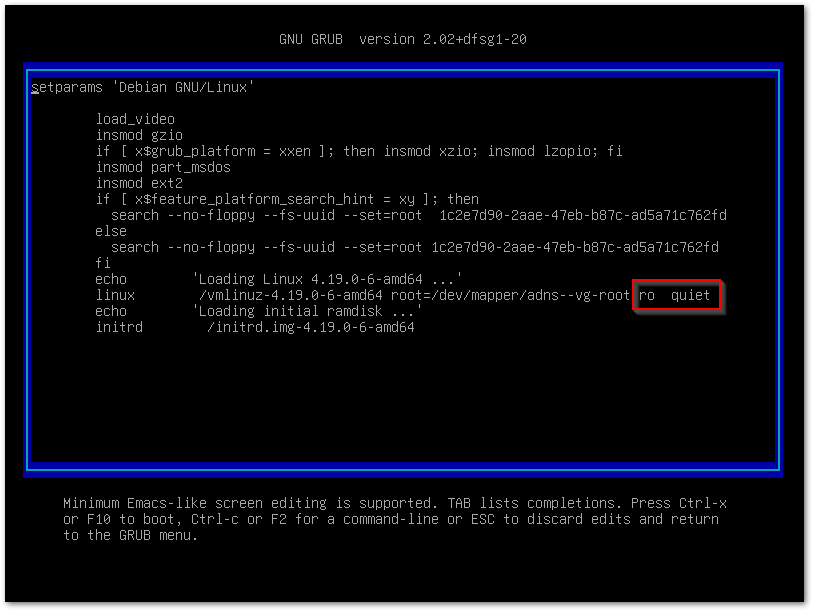 GNU GRUB  version 2.02+dfsg1-20
setparams 'Debian GNU/Linux'
load_video
insmod gzio
if [ x$grub_platform = xxen ]; then insmod xzio; insmod lzopio; fi
insmod part_msdos
insmod ext2
if [ x$feature_platform_search_hint = xy ]; then
search --no-floppy --fs-uuid --set=root  1c2e7d90-2aae-47eb-b87c-ad5a71c762fd
else
search --no-floppy --fs-uuid --set=root 1c2e7d90-2aae-47eb-b87c-ad5a71c762fd
fi
echo        'Loading Linux 4.19.0-6-amd64 ...'
linux        /vmlinuz-4.19.0-6-amd64 root=/dev/mapper/adns--vg-root ro  quiet
echo        'Loading initial ramdisk ...'
initrd        /initrd.img-4.19.0-6-amd64
Minimum Emacs-like screen editing is supported. TAB lists completions. Press Ctrl-x
or F10 to boot, Ctrl-c or F2 for a command-line or ESC to discard edits and return
to the GRUB menu.